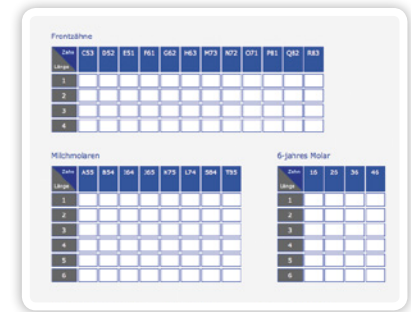 Frontzähne
Zahn C53 D52 E51 F61 G62 H63 M73 N72 O71 P81 Q82 R83
Länge
1
2
3
4
Milchmolaren
Zahn A55 B54 I64 J65 K75 L74 S84 T85
Länge
1
2
3
4
5
6
6-jahres Molar
Zahn 16 26 36 46
Länge
1
2
3
4
5
6